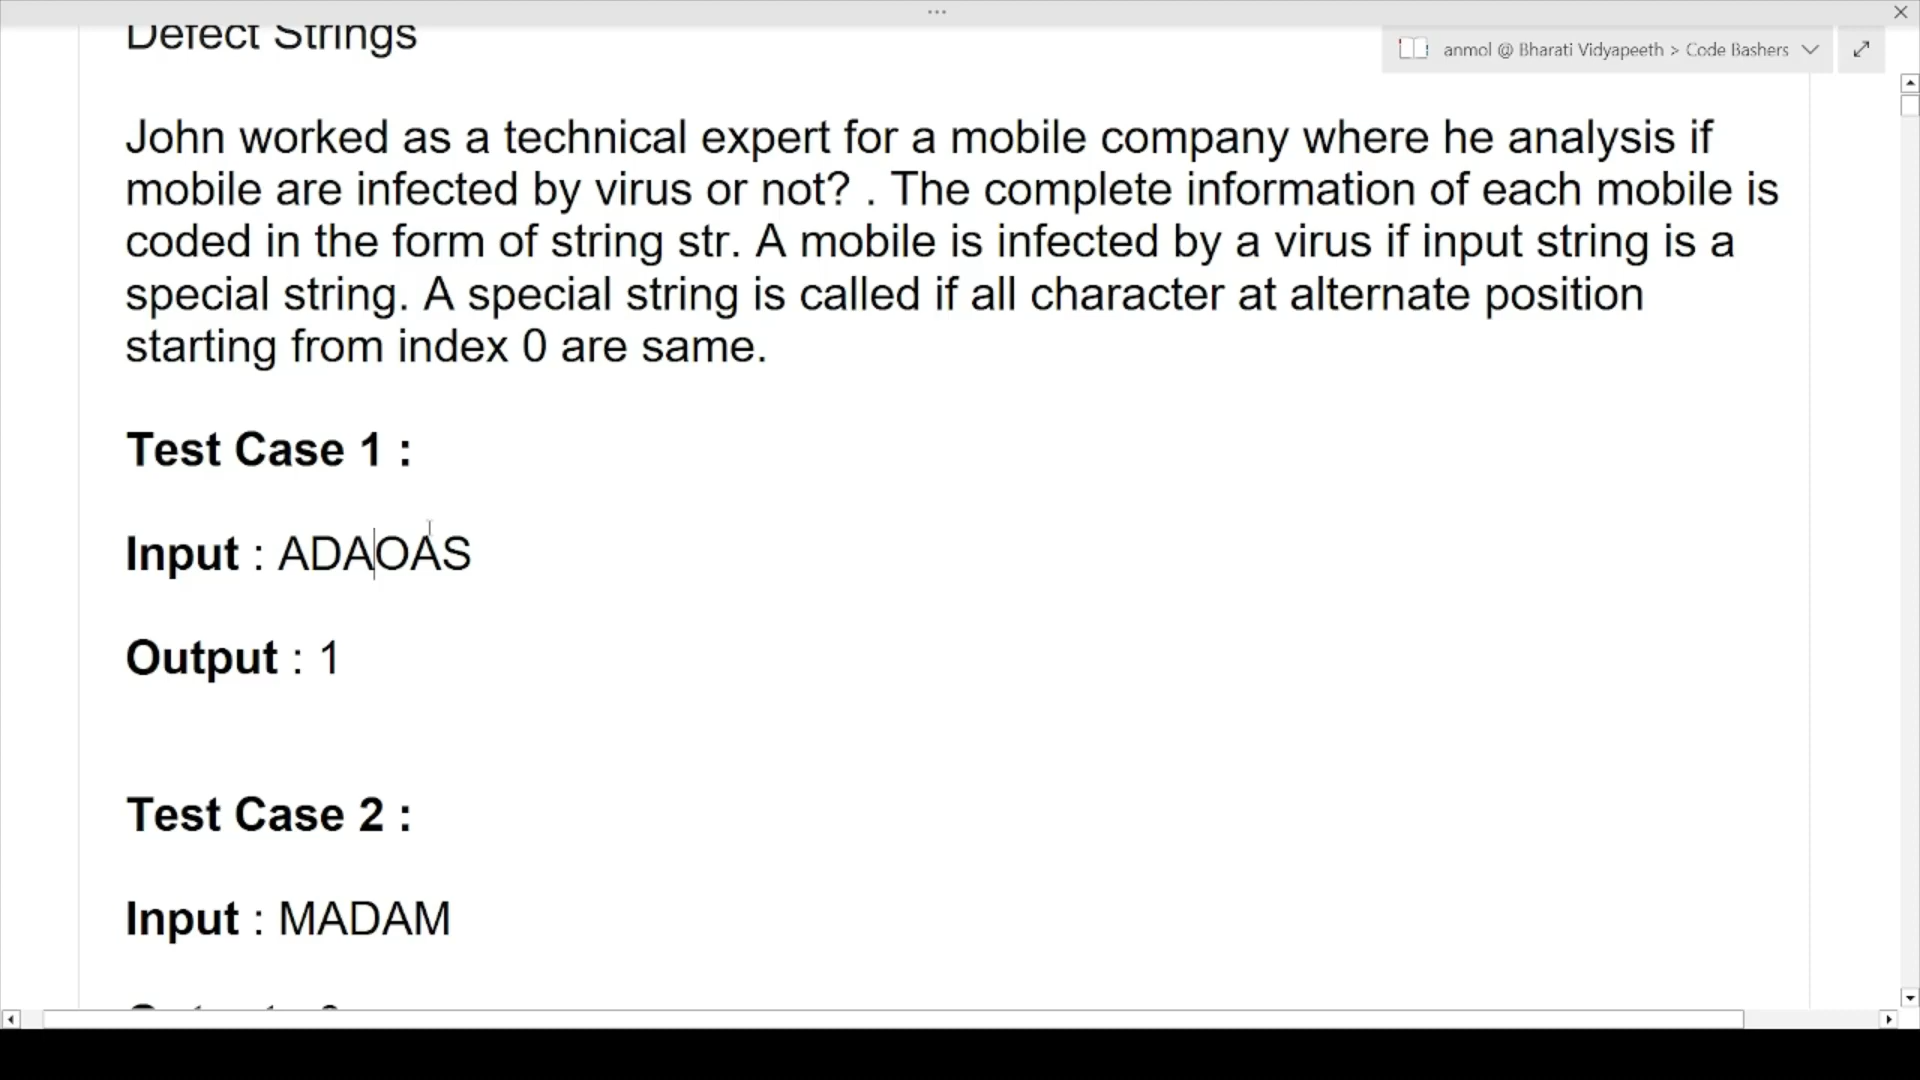 Defect Strings
anmol @ Bharati Vidyapeeth > Code Bashers
John worked as a technical expert for a mobile company where he analysis if
mobile are infected by virus or not? . The complete information of each mobile is
coded in the form of string str. A mobile is infected by a virus if input string is a
special string. A special string is called if all character at alternate position
starting from index 0 are same.
Test Case 1 :
Input : ADAOAS
Output : 1
Test Case 2 :
Input : MADAM